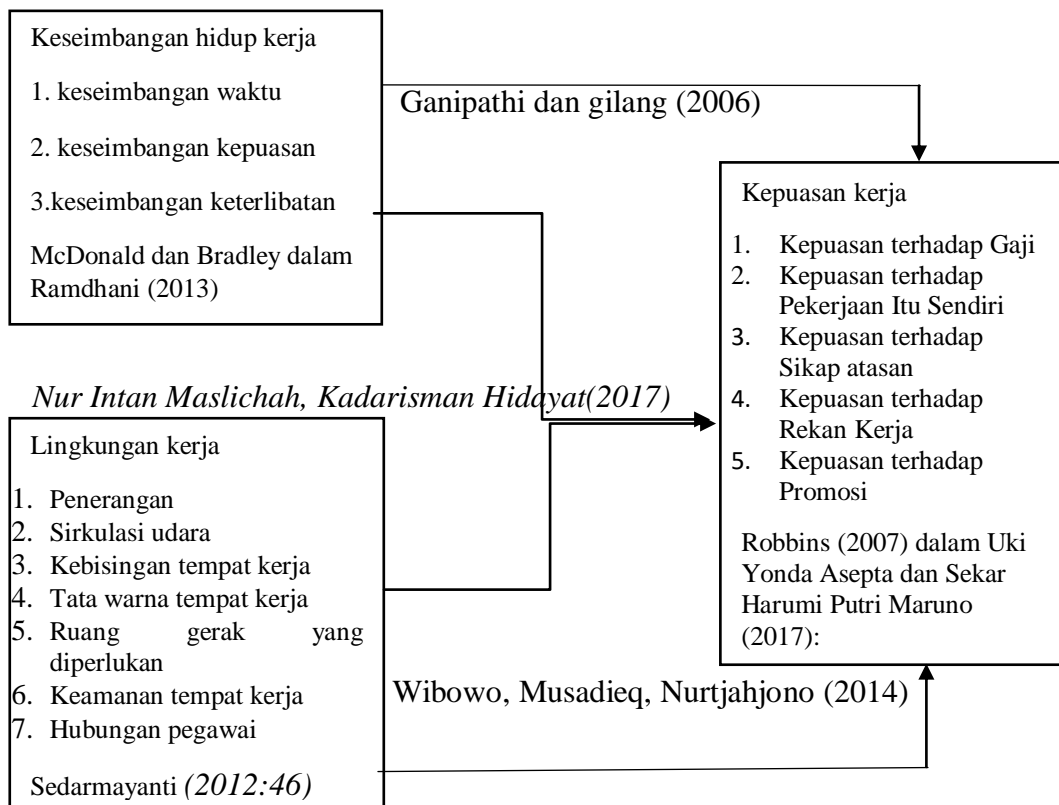 Keseimbangan hidup kerja
1. keseimbangan waktu
2. keseimbangan kepuasan
3.keseimbangan keterlibatan
McDonald dan Bradley dalam
Ramdhani (2013)
Ganipathi dan gilang (2006)
Nur Intan Maslichah, Kadarisman Hidayat(2017)
Lingkungan kerja
1. Penerangan
2. Sirkulasi udara
3. Kebisingan tempat kerja
4. Tata warna tempat kerja
5. Ruang gerak yang
diperlukan
6. Keamanan tempat kerja
7. Hubungan pegawai
Sedarmayanti (2012:46)
Wibowo, Musadieq, Nurtjahjono (2014)
Kepuasan kerja
1. Kepuasan terhadap Gaji
2. Kepuasan terhadap
Pekerjaan Itu Sendiri
3. Kepuasan terhadap
Sikap atasan
4. Kepuasan terhadap
Rekan Kerja
5. Kepuasan terhadap
Promosi
Robbins (2007) dalam Uki
Yonda Asepta dan Sekar
Harumi Putri Maruno
(2017):